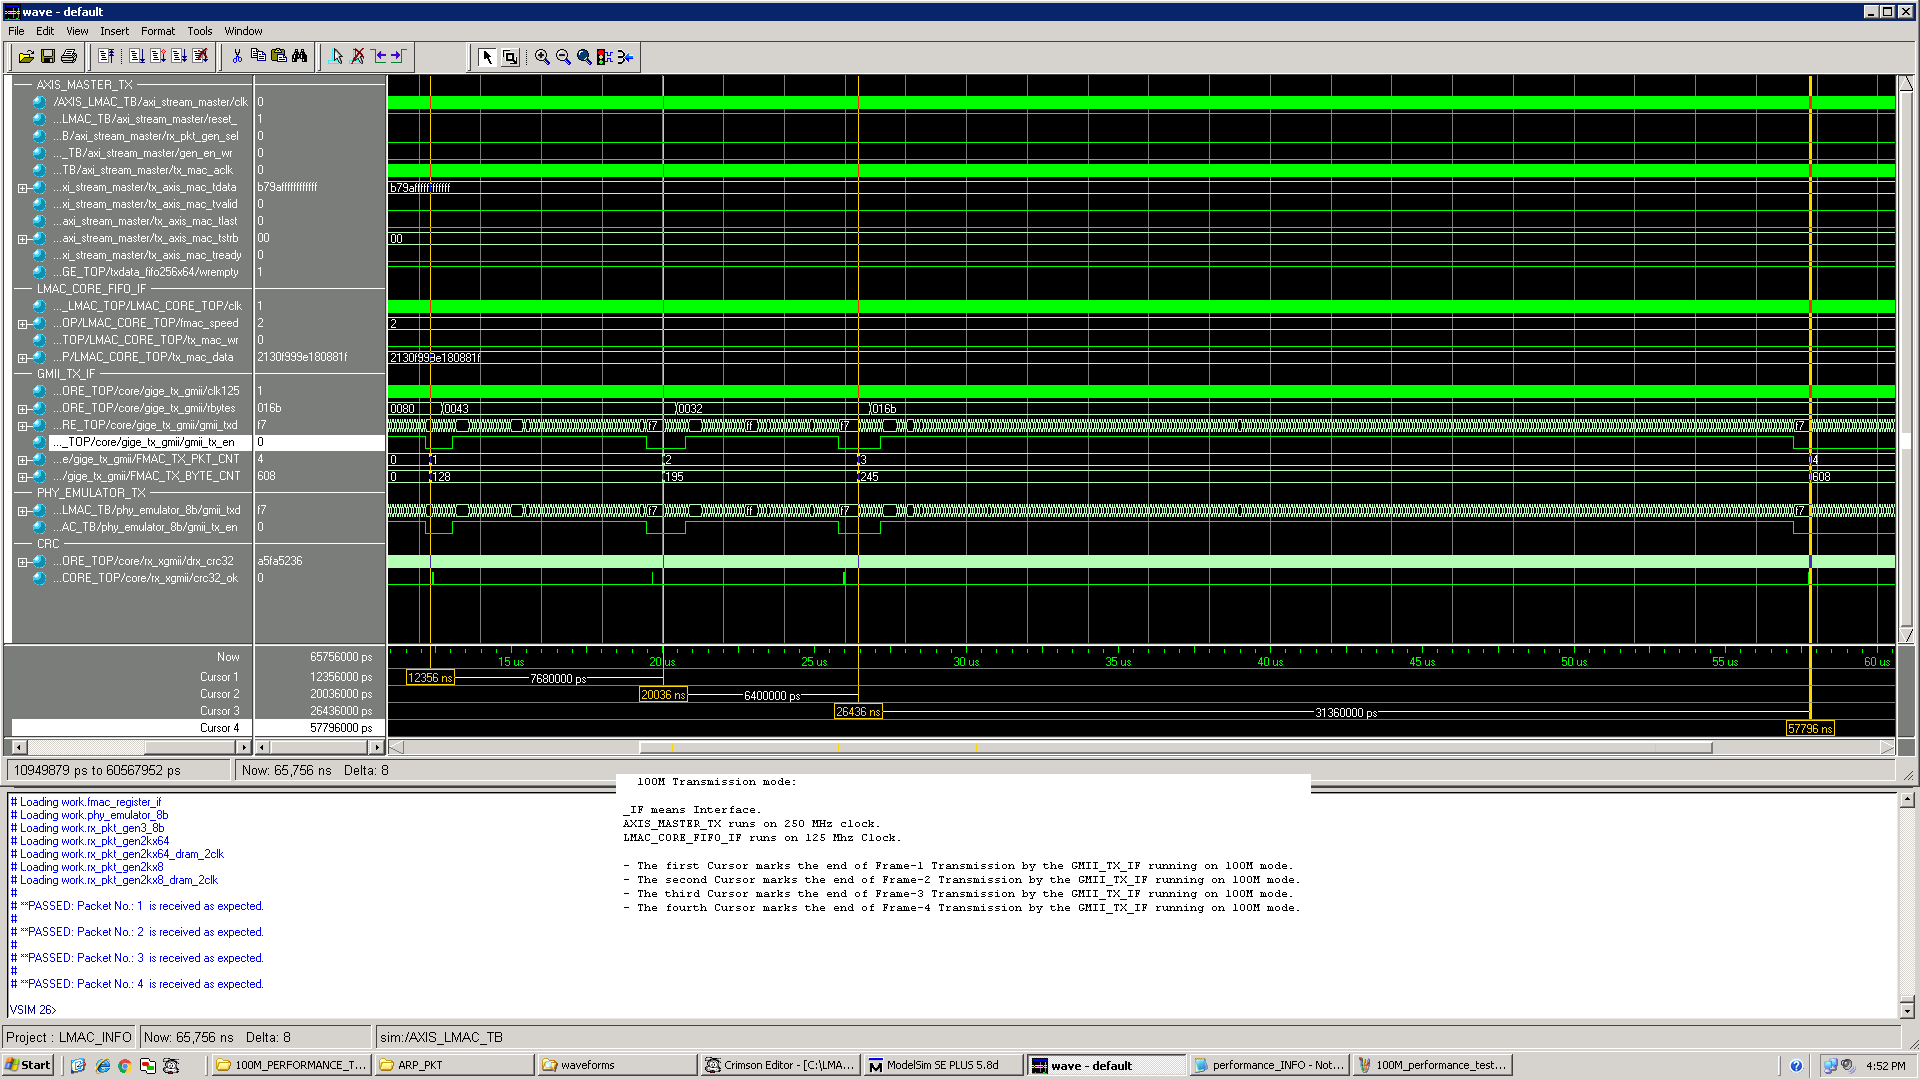 wave - default
File Edit View Insert Format Tools Window
AXIS_MASTER_TX
/AXIS_LMAC_TB/axi_stream_master/clk 0
...LMAC_TB/axi_stream_master/reset_ 1
...B/axi_stream_master/rx_pkt_gen_sel 0
..._TB/axi_stream_master/gen_en_wr 0
...TB/axi_stream_master/tx_mac_aclk 0
...xi_stream_master/tx_axis_mac_tdata b79affffffffffff b79affffffffffff
...xi_stream_master/tx_axis_mac_tvalid 0
...axi_stream_master/tx_axis_mac_tlast 0
...axi_stream_master/tx_axis_mac_tstrb 00 00
...xi_stream_master/tx_axis_mac_tready 0
...GE_TOP/txdata_fifo256x64/wrempty 1
LMAC_CORE_FIFO_IF
..._LMAC_TOP/LMAC_CORE_TOP/clk 1
...OP/LMAC_CORE_TOP/fmac_speed 2 2
...TOP/LMAC_CORE_TOP/tx_mac_wr 0
...P/LMAC_CORE_TOP/tx_mac_data 2130f999e180881f 2130f999e180881f
GMII_TX_IF
...ORE_TOP/core/gige_tx_gmii/clk125 1
...ORE_TOP/core/gige_tx_gmii/rbytes 016b 0080 0043 0032 016b
...RE_TOP/core/gige_tx_gmii/gmii_txd f7 f7 ff f7 f7
..._TOP/core/gige_tx_gmii/gmii_tx_en 0
...e/gige_tx_gmii/FMAC_TX_PKT_CNT 4 0 1 2 3 4
.../gige_tx_gmii/FMAC_TX_BYTE_CNT 608 0 128 195 245 608
PHY_EMULATOR_TX
...LMAC_TB/phy_emulator_8b/gmii_txd f7 f7 ff f7 f7
...AC_TB/phy_emulator_8b/gmii_tx_en 0
CRC
...ORE_TOP/core/rx_xgmii/drx_crc32 a5fa5236
...CORE_TOP/core/rx_xgmii/crc32_ok 0
Now 65756000 ps 15 us 20 us 25 us 30 us 35 us 40 us 45 us 50 us 55 us 60 us
Cursor 1 12356000 ps 12356 ns 7680000 ps
Cursor 2 20036000 ps 20036 ns 6400000 ps
Cursor 3 26436000 ps 26436 ns 31360000 ps
Cursor 4 57796000 ps 57796 ns
10949879 ps to 60567952 ps Now: 65,756 ns Delta: 8
100M Transmission mode:
_IF means Interface.
AXIS_MASTER_TX runs on 250 MHz clock.
LMAC_CORE_FIFO_IF runs on 125 Mhz Clock.
- The first Cursor marks the end of Frame-1 Transmission by the GMII_TX_IF running on 100M mode.
- The second Cursor marks the end of Frame-2 Transmission by the GMII_TX_IF running on 100M mode.
- The third Cursor marks the end of Frame-3 Transmission by the GMII_TX_IF running on 100M mode.
- The fourth Cursor marks the end of Frame-4 Transmission by the GMII_TX_IF running on 100M mode.
# Loading work.fmac_register_if
# Loading work.phy_emulator_8b
# Loading work.rx_pkt_gen3_8b
# Loading work.rx_pkt_gen2kx64
# Loading work.rx_pkt_gen2kx64_dram_2clk
# Loading work.rx_pkt_gen2kx8
# Loading work.rx_pkt_gen2kx8_dram_2clk
#
# **PASSED: Packet No.: 1 is received as expected.
#
# **PASSED: Packet No.: 2 is received as expected.
#
# **PASSED: Packet No.: 3 is received as expected.
#
# **PASSED: Packet No.: 4 is received as expected.
VSIM 26>
Project : LMAC_INFO Now: 65,756 ns Delta: 8 sim:/AXIS_LMAC_TB
Start 100M_PERFORMANCE_T... ARP_PKT waveforms Crimson Editor - [C:\LMA... ModelSim SE PLUS 5.8d wave - default performance_INFO - Not... 100M_performance_test... 4:52 PM